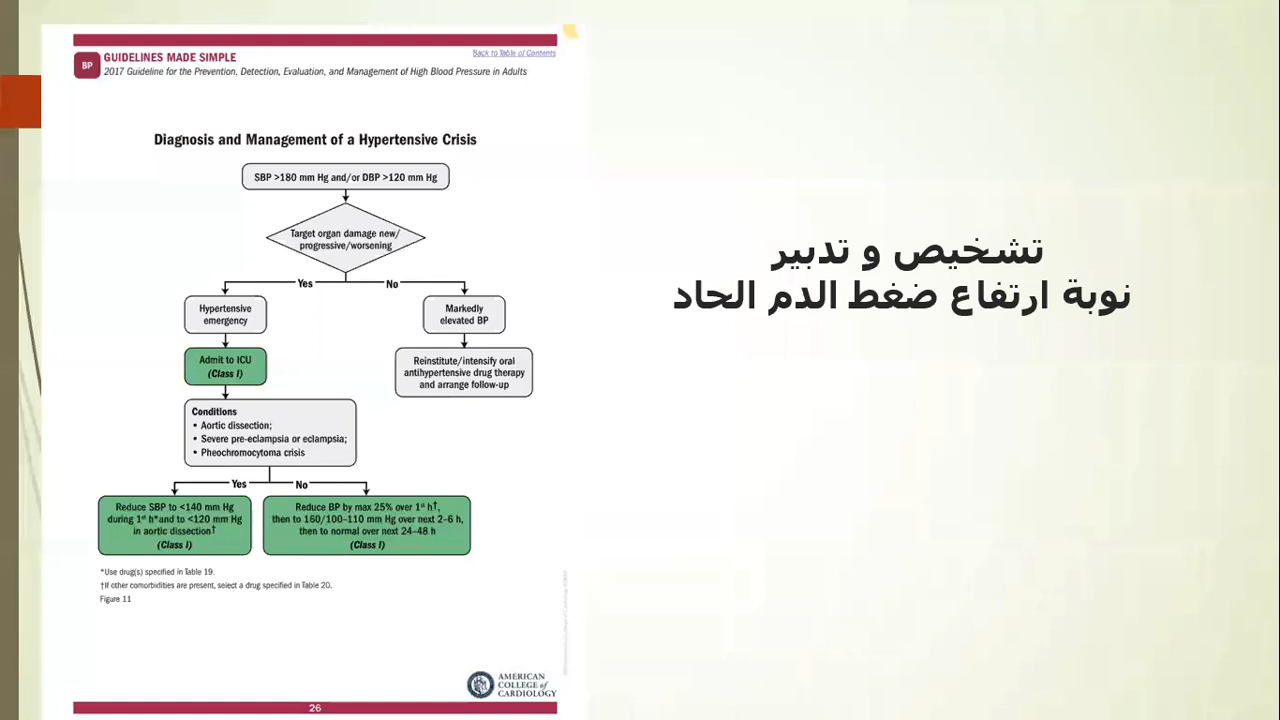 BP
GUIDELINES MADE SIMPLE
Back to Table of Contents
2017 Guideline for the Prevention, Detection, Evaluation, and Management of High Blood Pressure in Adults
Diagnosis and Management of a Hypertensive Crisis
SBP >180 mm Hg and/or DBP >120 mm Hg
Target organ damage new/
progressive/worsening
Yes
No
Hypertensive
emergency
Markedly
elevated BP
Admit to ICU
(Class I)
Reinstitute/intensify oral
antihypertensive drug therapy
and arrange follow-up
Conditions
• Aortic dissection;
• Severe pre-eclampsia or eclampsia;
• Pheochromocytoma crisis
Yes
No
Reduce SBP to <140 mm Hg
during 1st h* and to <120 mm Hg
in aortic dissection†
(Class I)
Reduce BP by max 25% over 1st h†,
then to 160/100–110 mm Hg over next 2–6 h,
then to normal over next 24–48 h
(Class I)
*Use drug(s) specified in Table 19.
†If other comorbidities are present, select a drug specified in Table 20.
Figure 11
AMERICAN
COLLEGE of
CARDIOLOGY
26
تشخيص و تدبير
نوبة ارتفاع ضغط الدم الحاد